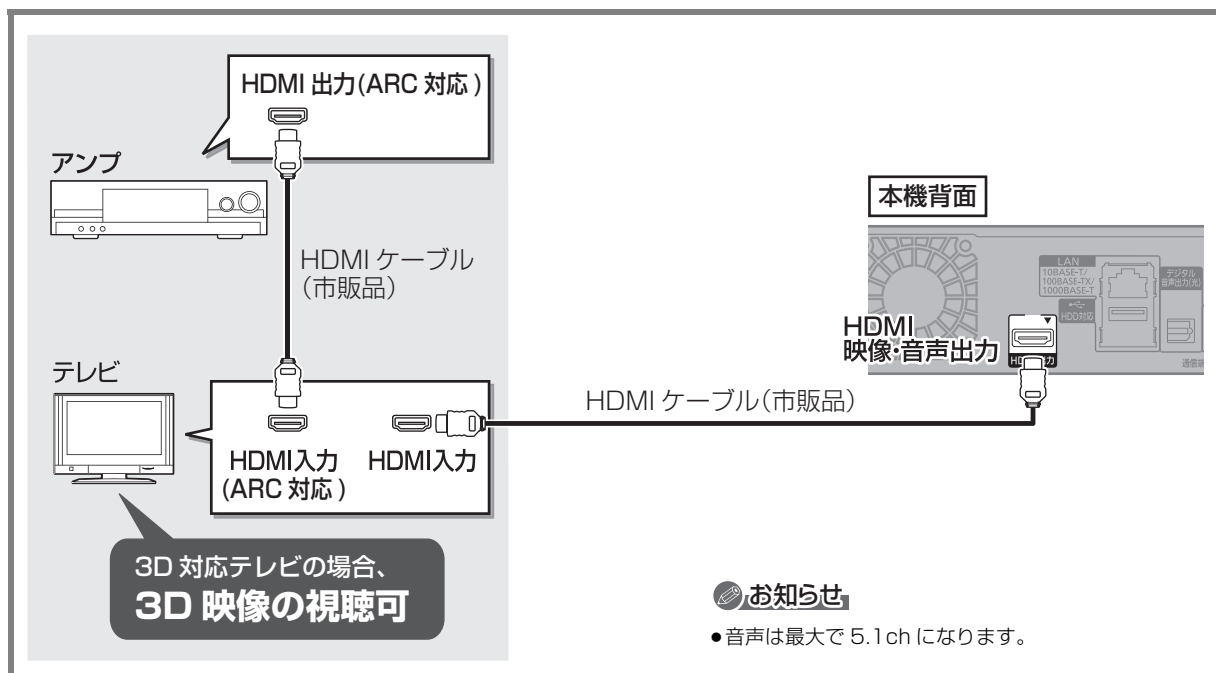 HDMI 出力(ARC 対応 )
アンプ
HDMI ケーブル
(市販品)
テレビ
HDMI入力
(ARC 対応 )
HDMI入力
3D 対応テレビの場合、
3D 映像の視聴可
HDMI ケーブル(市販品)
本機背面
LAN
10BASE-T/
100BASE-TX/
1000BASE-T
HDD対応
デジタル
音声出力(光)
HDMI
映像・音声出力
お知らせ
●音声は最大で 5.1ch になります。